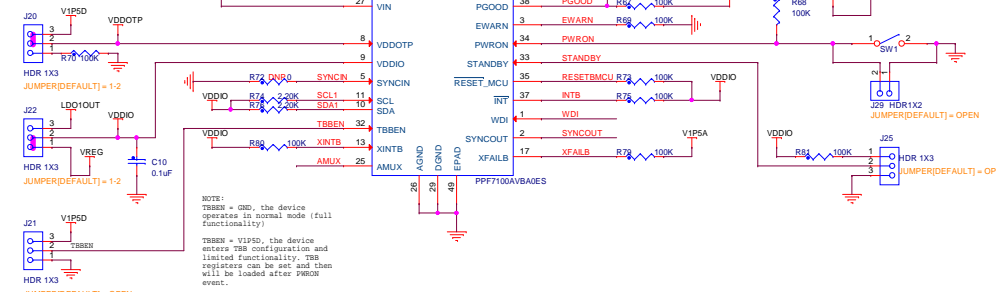 J20
V1P5D
VDDOTP
3
2
1
R70 100K
HDR 1X3
JUMPER[DEFAULT] = 1-2
J22
LDO1OUT
VDDIO
3
2
1
VREG
C10
0.1uF
HDR 1X3
JUMPER[DEFAULT] = 1-2
J21
V1P5D
3
2
1
TBBEN
HDR 1X3
R72 DNP 0
SYNCIN
VDDIO
R74 2.20K
SCL1
2.20K
SDA1
TBBEN
VDDIO
R80 100K
XINTB
AMUX
NOTE:
TBBEN = GND, the device
operates in normal mode (full
functionality)
TBBEN = V1P5D, the device
enters TBB configuration and
limited functionality. TBB
registers can be set and then
will be loaded after PWRON
event.
27
VIN
8
VDDOTP
9
VDDIO
5
SYNCIN
11
SCL
10
SDA
32
TBBEN
13
XINTB
25
AMUX
AGND
DGND
EPAD
26
29
49
PPF7100AVBA0ES
PGOOD
38
PGOOD
100K
EWARN
3
EWARN
R69
100K
PWRON
34
PWRON
STANDBY
33
STANDBY
RESET_MCU
35
RESETBMCU
R73
100K
INT
37
INTB
R75
100K
VDDIO
WDI
1
WDI
SYNCOUT
2
SYNCOUT
XFAILB
17
XFAILB
R79
100K
V1P5A
R68
100K
1
2
SW1
2
1
J29
HDR1X2
JUMPER[DEFAULT] = OPEN
VDDIO
R81
100K
J25
1
2
3
HDR 1X3
JUMPER[DEFAULT] = OP